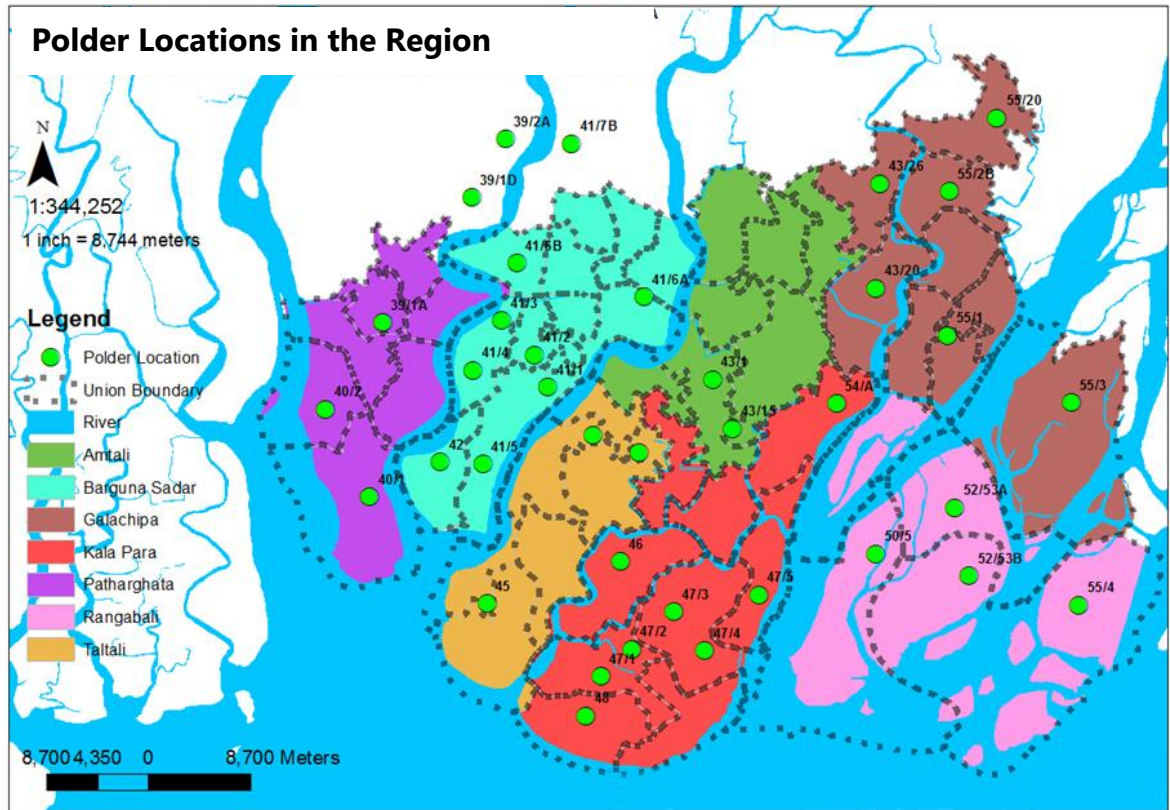 Polder Locations in the Region
N
1:344,252
1 inch = 8,744 meters
Legend
Polder Location
Union Boundary
River
Amtali
Barguna Sadar
Galachipa
Kala Para
Patharghata
Rangabali
Taltali
8,700 4,350 0 8,700 Meters
39/2A
41/7B
39/1D
55/20
43/26
55/2B
41/6B
41/6A
43/20
39/1A
41/3
41/2
55/1
41/4
41/1
43/1
40/2
54/A
55/3
43/15
42
41/5
40/1
52/53A
46
50/5
52/53B
45
47/5
55/4
47/3
47/2
47/4
47/1
48